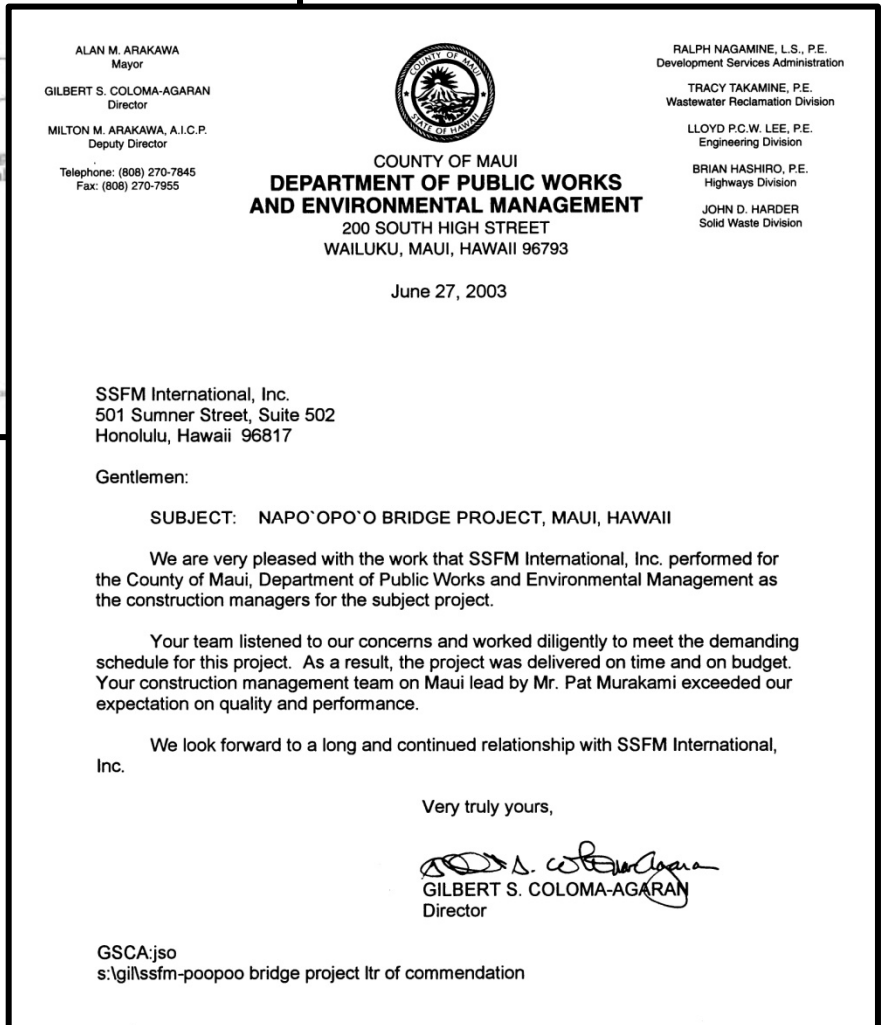 ALAN M. ARAKAWA
Mayor
GILBERT S. COLOMA-AGARAN
Director
MILTON M. ARAKAWA, A.I.C.P.
Deputy Director
Telephone: (808) 270-7845
Fax: (808) 270-7955
COUNTY OF MAUI
STATE OF HAWAII
COUNTY OF MAUI
DEPARTMENT OF PUBLIC WORKS
AND ENVIRONMENTAL MANAGEMENT
200 SOUTH HIGH STREET
WAILUKU, MAUI, HAWAII 96793
RALPH NAGAMINE, L.S., P.E.
Development Services Administration
TRACY TAKAMINE, P.E.
Wastewater Reclamation Division
LLOYD P.C.W. LEE, P.E.
Engineering Division
BRIAN HASHIRO, P.E.
Highways Division
JOHN D. HARDER
Solid Waste Division
June 27, 2003
SSFM International, Inc.
501 Sumner Street, Suite 502
Honolulu, Hawaii 96817
Gentlemen:
SUBJECT: NAPO`OPO`O BRIDGE PROJECT, MAUI, HAWAII
We are very pleased with the work that SSFM International, Inc. performed for
the County of Maui, Department of Public Works and Environmental Management as
the construction managers for the subject project.
Your team listened to our concerns and worked diligently to meet the demanding
schedule for this project. As a result, the project was delivered on time and on budget.
Your construction management team on Maui lead by Mr. Pat Murakami exceeded our
expectation on quality and performance.
We look forward to a long and continued relationship with SSFM International,
Inc.
Very truly yours,
GILBERT S. COLOMA-AGARAN
Director
GSCA:jso
s:\gil\ssfm-poopoo bridge project ltr of commendation